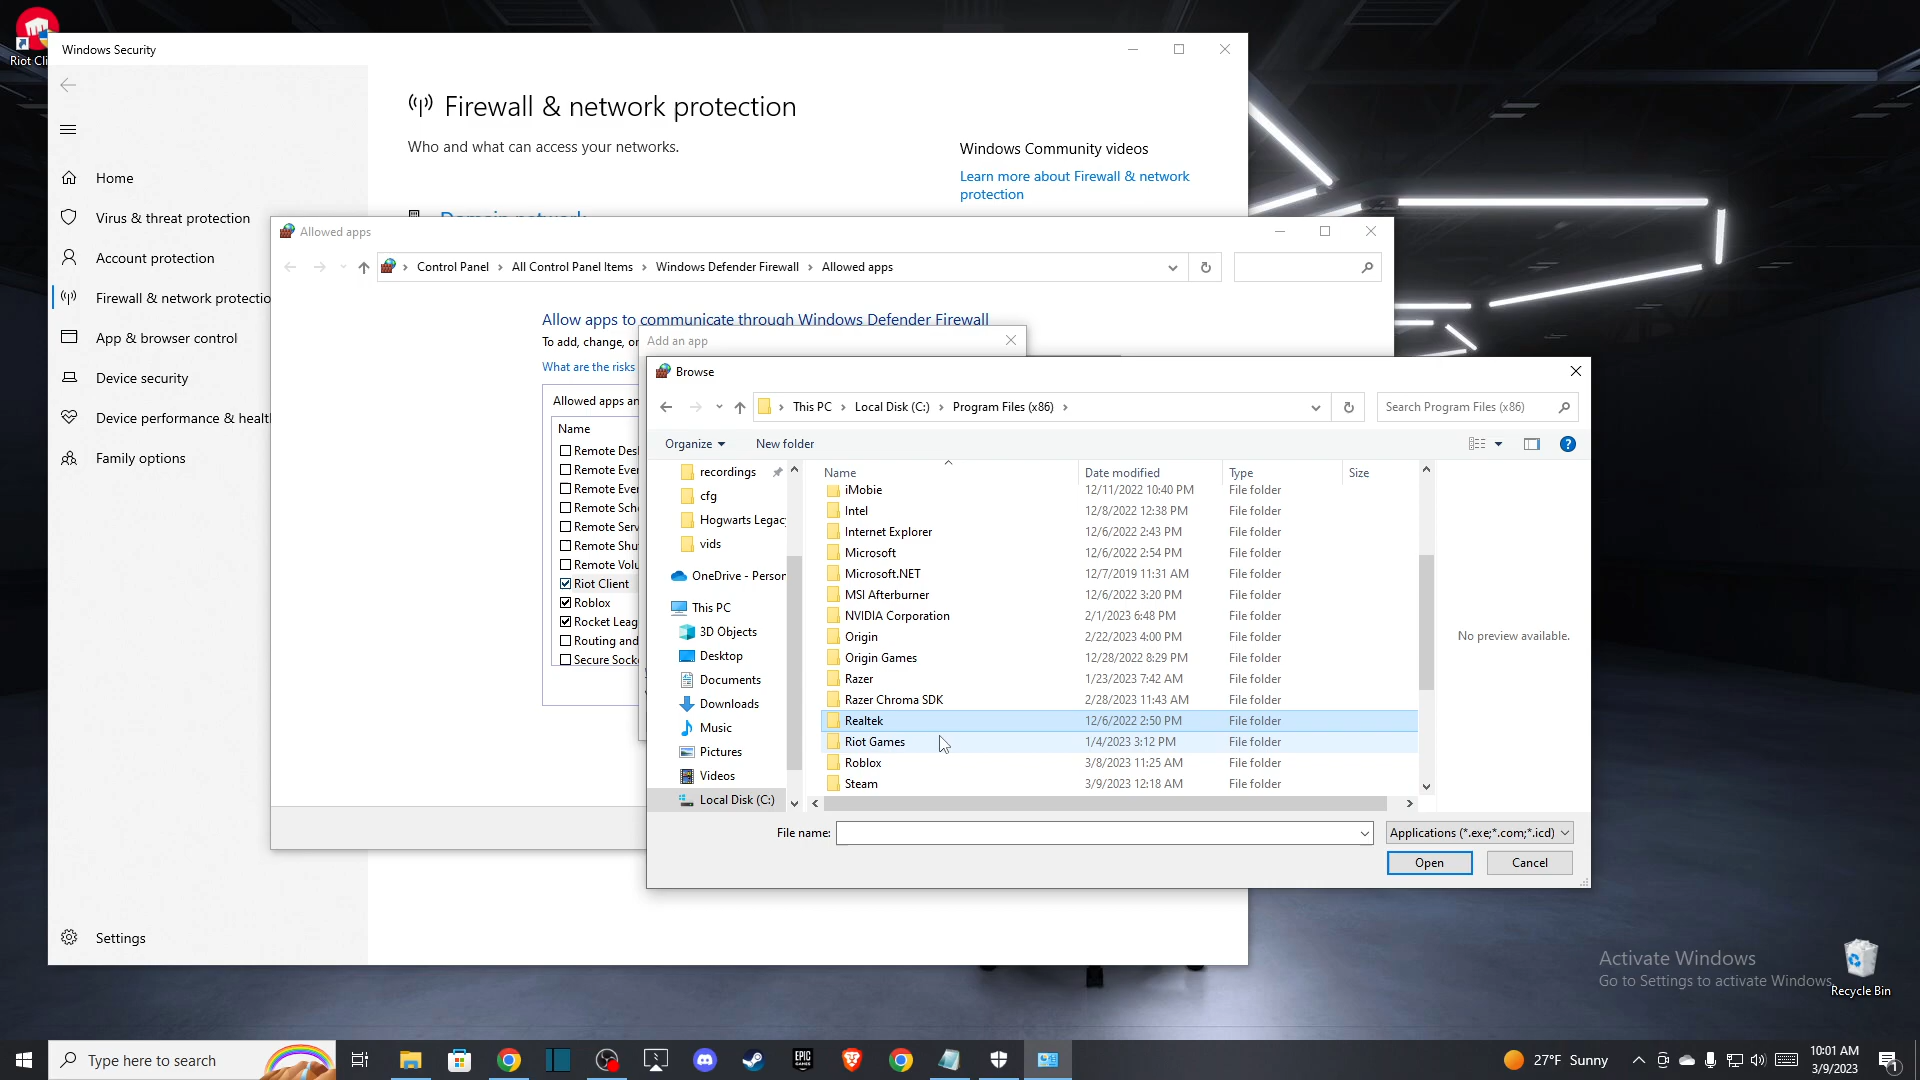 Riot Cli
Windows Security
Firewall & network protection
Who and what can access your networks.
Windows Community videos
Learn more about Firewall & network
protection
Home
Virus & threat protection
Account protection
Firewall & network protectio
App & browser control
Device security
Device performance & healt
Family options
Settings
Domain network
Allowed apps
Control Panel
All Control Panel Items
Windows Defender Firewall
Allowed apps
Allow apps to communicate through Windows Defender Firewall
To add, change, or
What are the risks
Allowed apps an
Name
Remote Des
Remote Eve
Remote Eve
Remote Sch
Remote Serv
Remote Shu
Remote Volu
Riot Client
Roblox
Rocket Leag
Routing and
Secure Socke
Add an app
Browse
This PC
Local Disk (C:)
Program Files (x86)
Search Program Files (x86)
Organize
New folder
recordings
cfg
Hogwarts Legac
vids
OneDrive - Person
This PC
3D Objects
Desktop
Documents
Downloads
Music
Pictures
Videos
Local Disk (C:)
Name Date modified Type Size
iMobie 12/11/2022 10:40 PM File folder
Intel 12/8/2022 12:38 PM File folder
Internet Explorer 12/6/2022 2:43 PM File folder
Microsoft 12/6/2022 2:54 PM File folder
Microsoft.NET 12/7/2019 11:31 AM File folder
MSI Afterburner 12/6/2022 3:20 PM File folder
NVIDIA Corporation 2/1/2023 6:48 PM File folder
Origin 2/22/2023 4:00 PM File folder
Origin Games 12/28/2022 8:29 PM File folder
Razer 1/23/2023 7:42 AM File folder
Razer Chroma SDK 2/28/2023 11:43 AM File folder
Realtek 12/6/2022 2:50 PM File folder
Riot Games 1/4/2023 3:12 PM File folder
Roblox 3/8/2023 11:25 AM File folder
Steam 3/9/2023 12:18 AM File folder
No preview available.
File name:
Applications (*.exe;*.com;*.icd)
Open
Cancel
Activate Windows
Go to Settings to activate Windows.
Recycle Bin
Type here to search
EPIC
GAMES
27°F Sunny
10:01 AM
3/9/2023
1